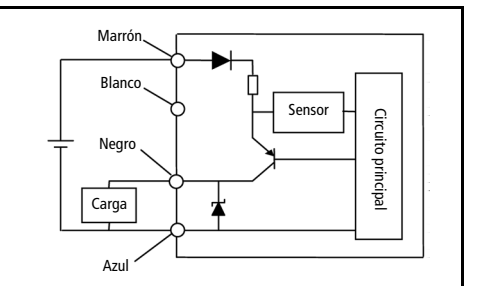 Marrón
Blanco
Sensor
Negro
Circuito principal
Carga
Azul